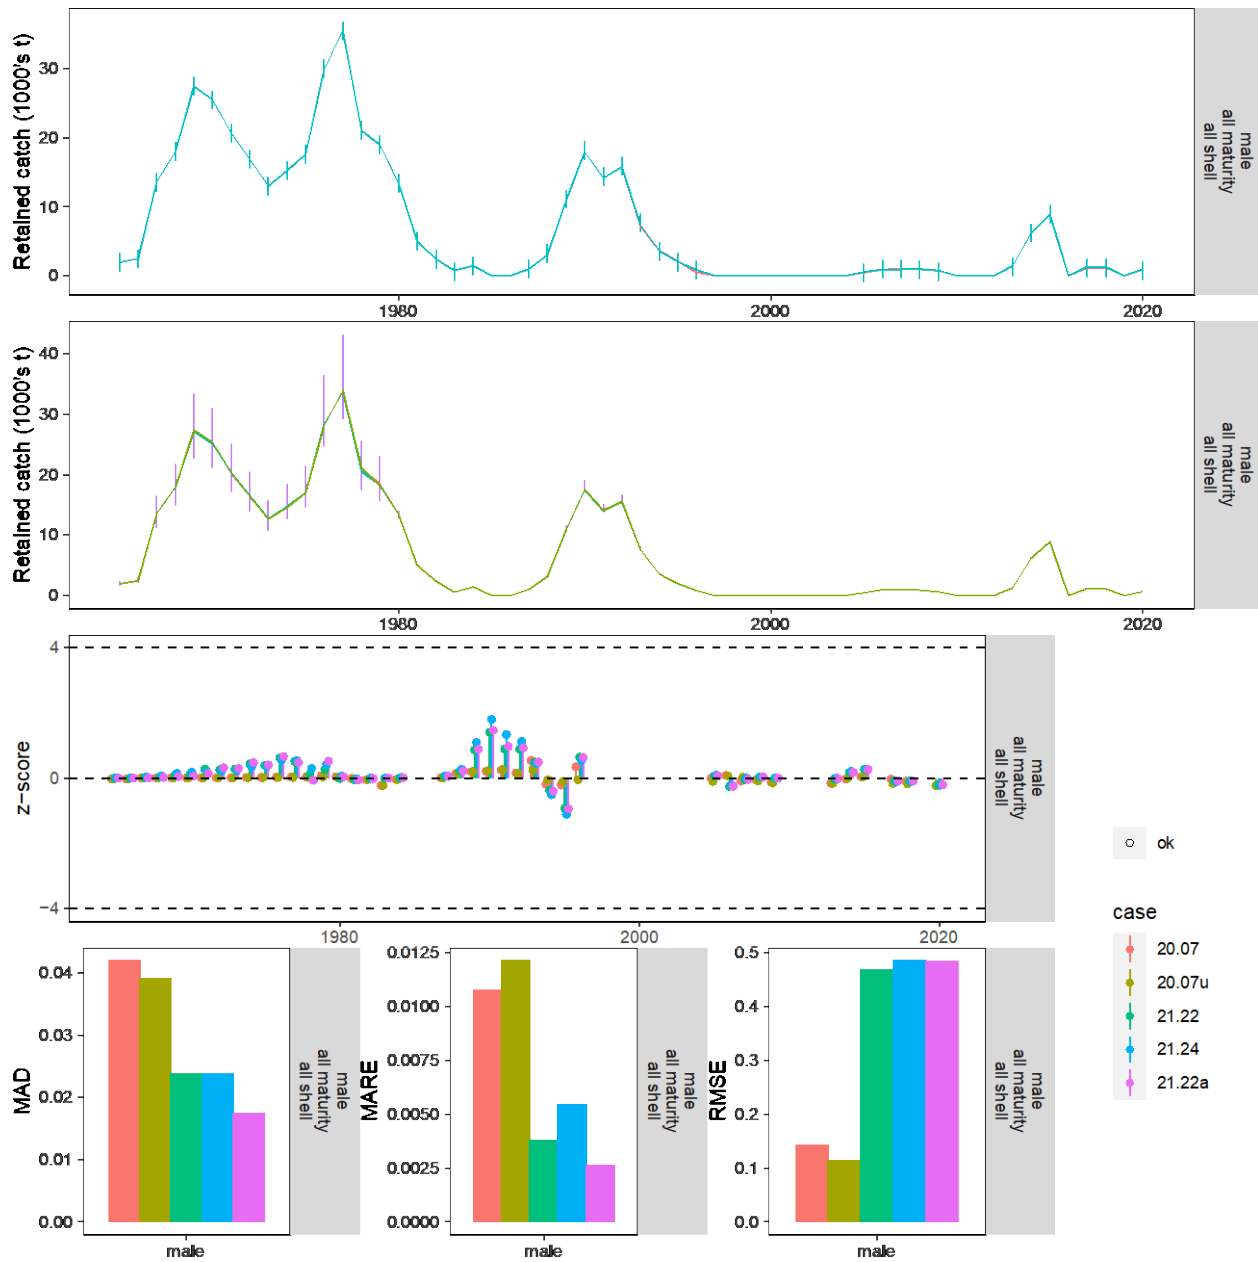 Retained catch (1000's t)
30
20
10
0
1980
2000
2020
male
all maturity
all shell
Retained catch (1000's t)
40
30
20
10
0
1980
2000
2020
male
all maturity
all shell
z-score
4
0
−4
1980
2000
2020
male
all maturity
all shell
ok
case
20.07
20.07u
21.22
21.24
21.22a
MAD
0.04
0.03
0.02
0.01
0.00
male
male
all maturity
all shell
MARE
0.0125
0.0100
0.0075
0.0050
0.0025
0.0000
male
male
all maturity
all shell
RMSE
0.5
0.4
0.3
0.2
0.1
0.0
male
male
all maturity
all shell